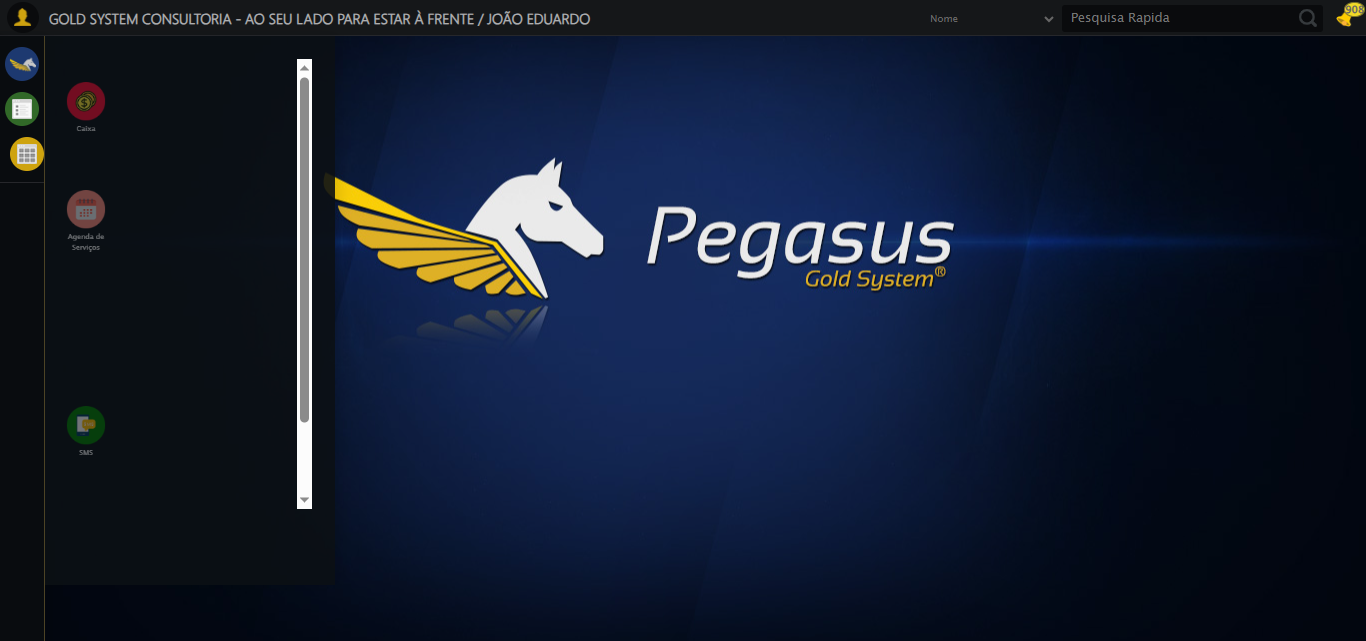 GOLD SYSTEM CONSULTORIA - AO SEU LADO PARA ESTAR À FRENTE / JOÃO EDUARDO
Nome
Pesquisa Rapida
908
Caixa
Agenda de
Serviços
SMS
Pegasus
Gold System®